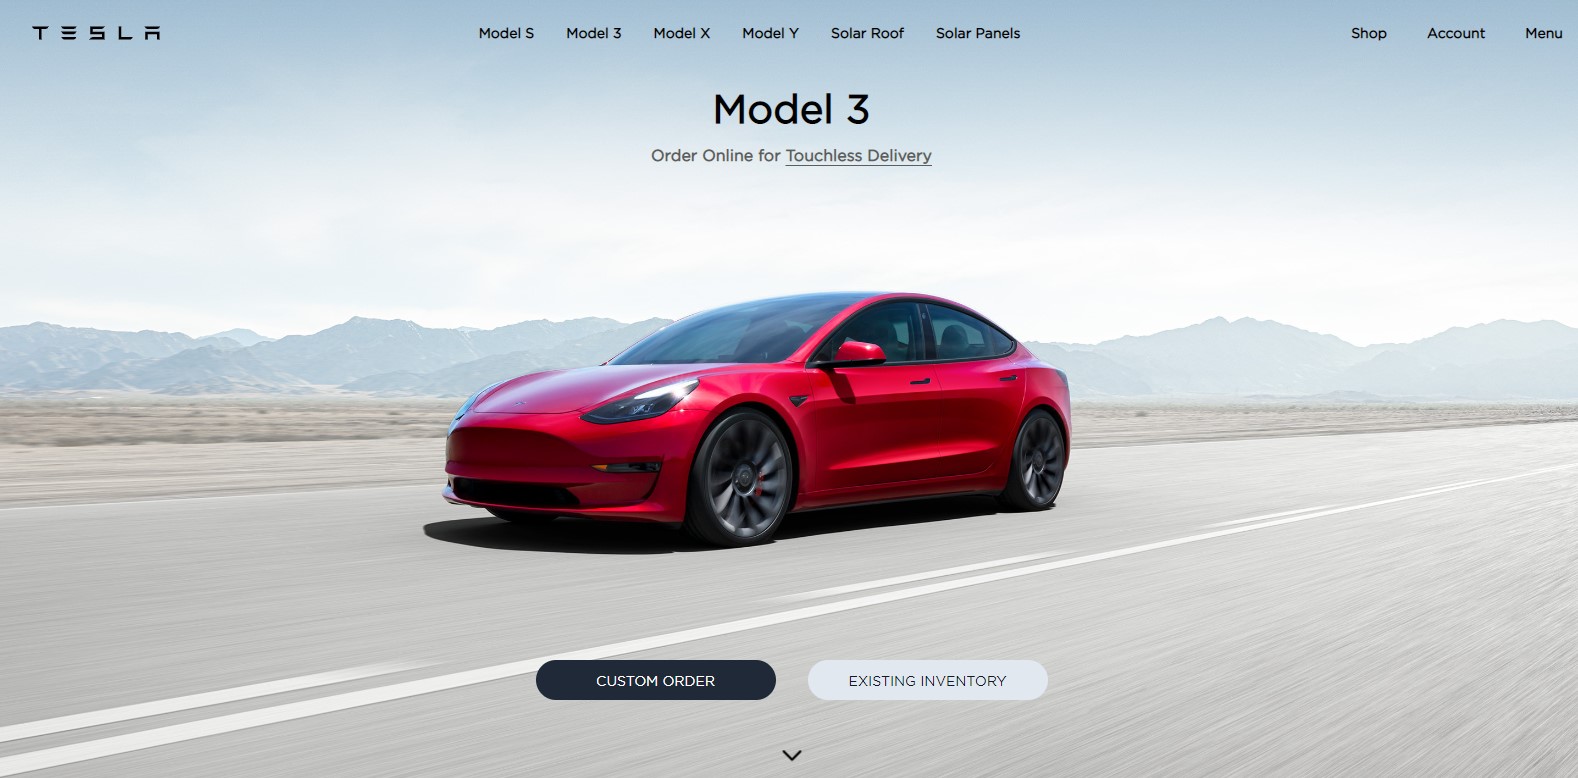 TESLA
Model S Model 3 Model X Model Y Solar Roof Solar Panels
Shop Account Menu
Model 3
Order Online for Touchless Delivery
CUSTOM ORDER
EXISTING INVENTORY